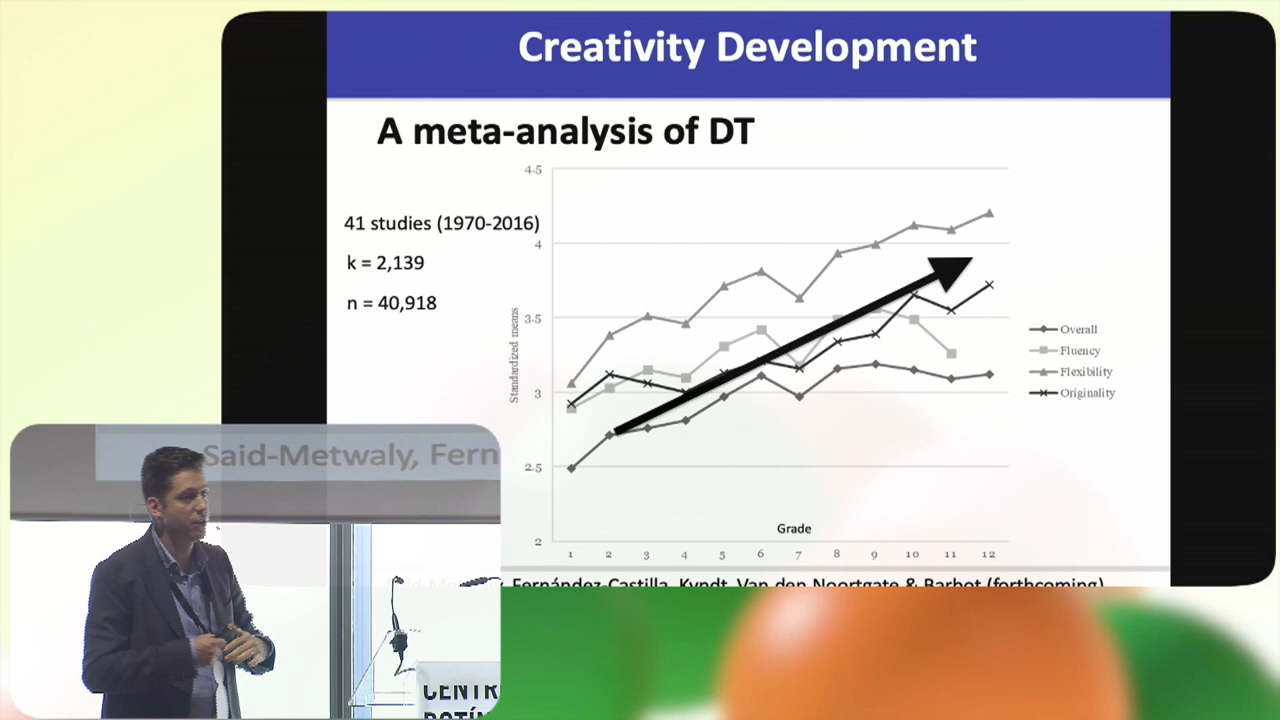 Creativity Development
A meta-analysis of DT
41 studies (1970-2016)
k = 2,139
n = 40,918
Standardized means
4.5
4
3.5
3
2.5
2
Grade
1 2 3 4 5 6 7 8 9 10 11 12
Overall
Fluency
Flexibility
Originality
Fernández-Castilla, Kyndt, Van den Noortgate & Barbot (forthcoming)
Said-Metwaly, Fern
CENTR
BOTÍN